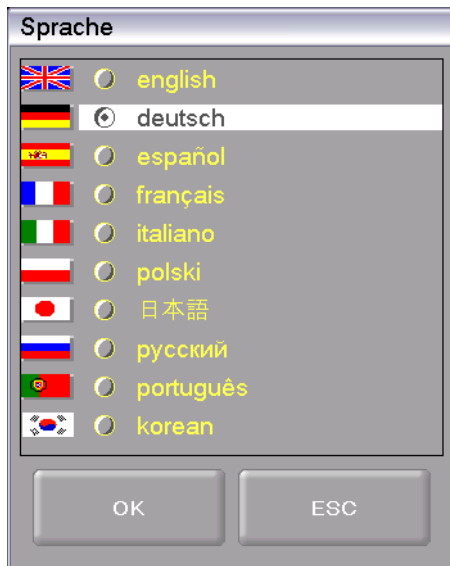 Sprache
english
deutsch
español
français
italiano
polski
日本語
русский
português
korean
OK ESC